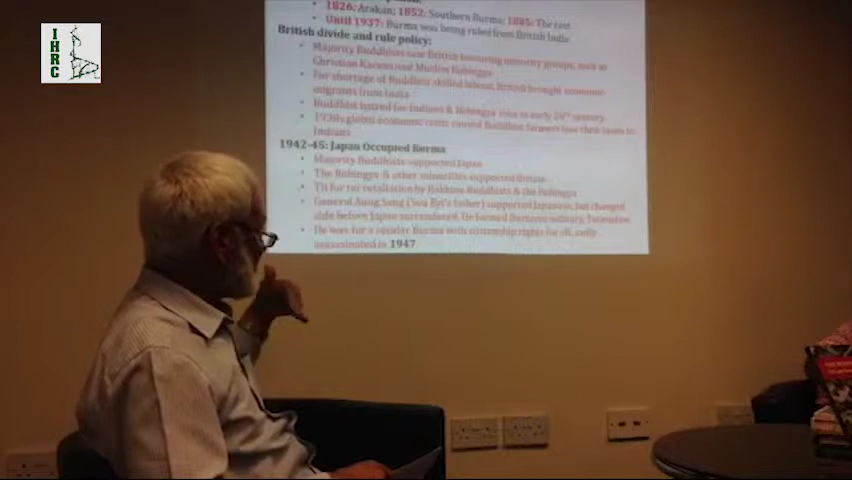 IHRC
1826: Arakan; 1852: Southern Burma; 1885: The rest
Until 1937: Burma was being ruled from British India
British divide and rule policy:
Majority Buddhists saw British favouring minority groups, such as
Christian Karens and Muslim Rohingya
For shortage of Buddhist skilled labour, British brought economic
migrants from India
Buddhist hatred for Indians & Rohingya rose in early 20th century
1930s global economic crisis caused Buddhist farmers lose their lands to
Indians
1942-45: Japan Occupied Burma
Majority Buddhists supported Japan
The Rohingya & other minorities supported Britain
Tit for tat retaliation by Rakhine Buddhists & the Rohingya
General Aung Sang (Suu Kyi's father) supported Japanese, but changed
side before Japan surrendered. He formed Burmese military,
He was for a secular Burma with citizenship rights for all, sadly
assassinated in 1947